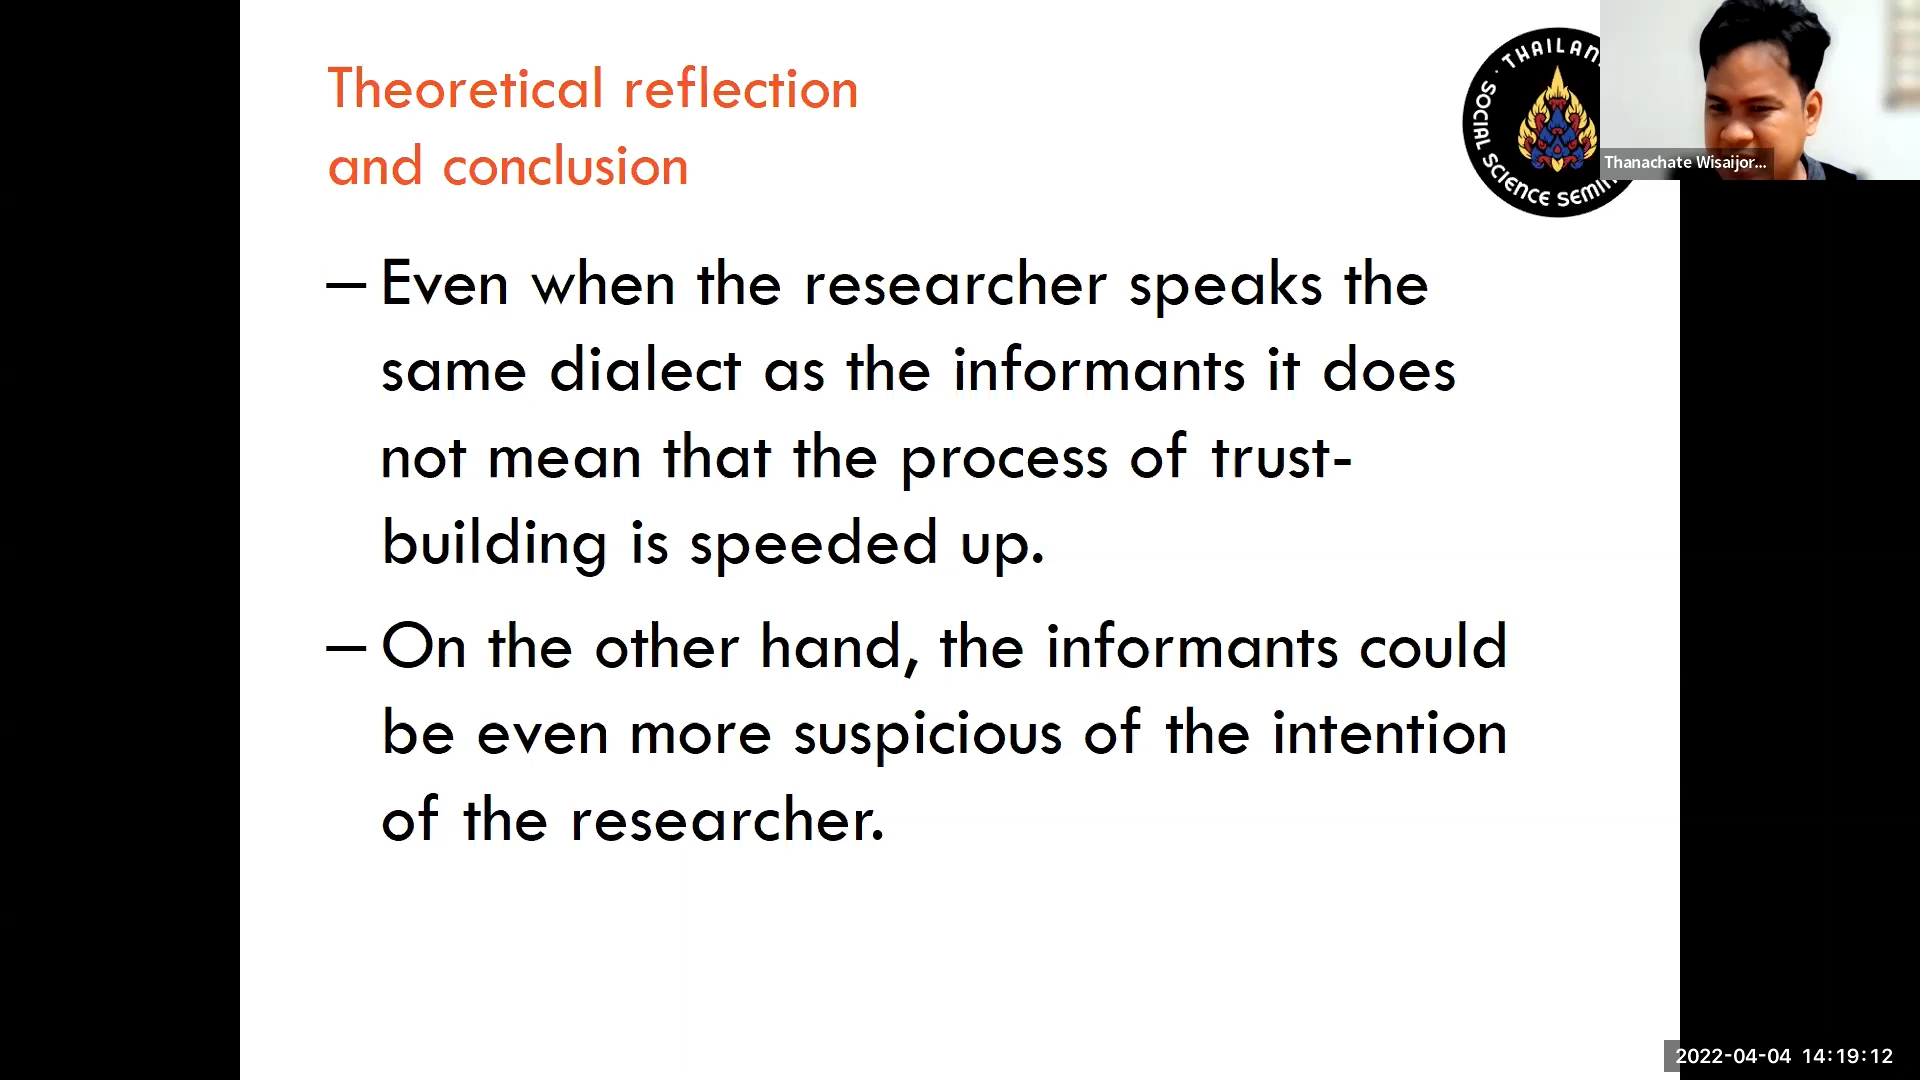 Theoretical reflection
and conclusion
– Even when the researcher speaks the
same dialect as the informants it does
not mean that the process of trust-
building is speeded up.
– On the other hand, the informants could
be even more suspicious of the intention
of the researcher.
· THAILAN
SOCIAL SCIENCE SEMIN
Thanachate Wisaijor...
2022-04-04 14:19:12